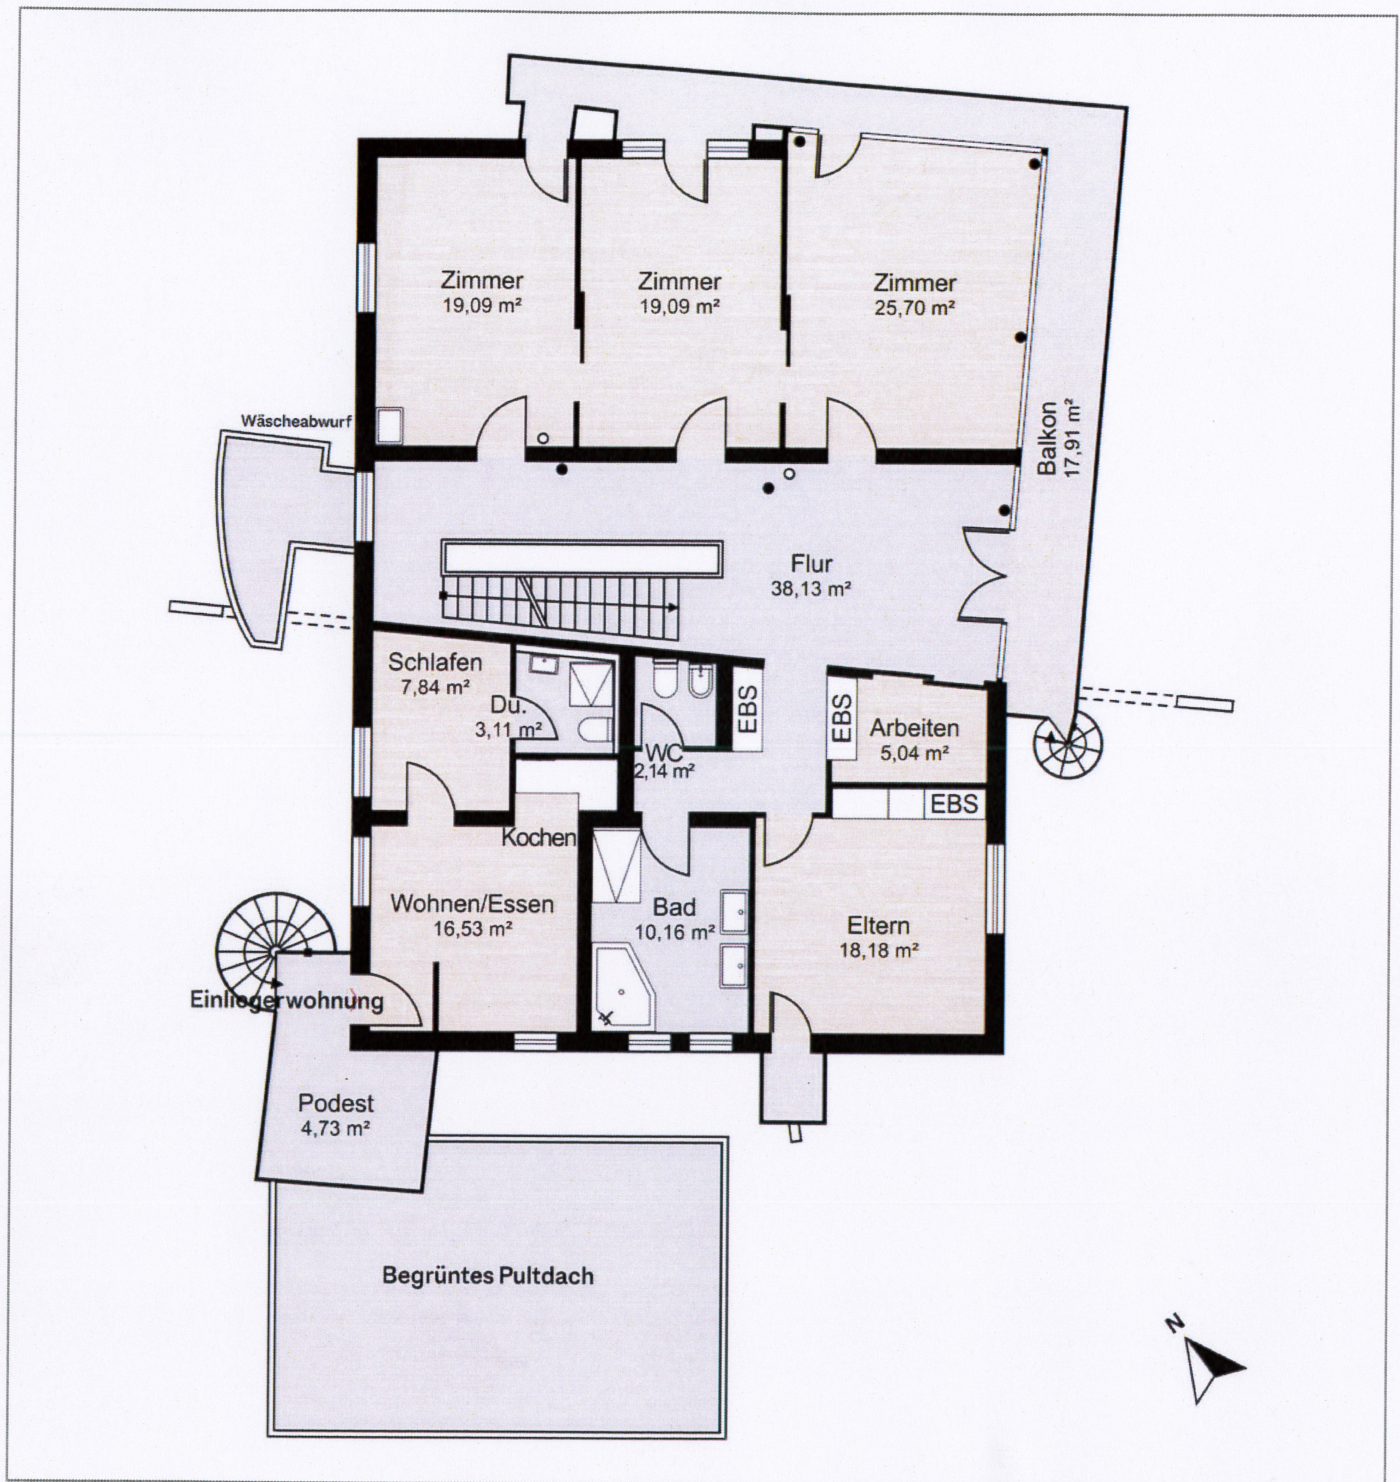 Zimmer
19,09 m²
Zimmer
19,09 m²
Zimmer
25,70 m²
Balkon
17,91 m²
Wäscheabwurf
Flur
38,13 m²
Schlafen
7,84 m²
Du.
3,11 m²
WC
2,14 m²
EBS
EBS
Arbeiten
5,04 m²
EBS
Kochen
Wohnen/Essen
16,53 m²
Bad
10,16 m²
Eltern
18,18 m²
Einliegerwohnung
Podest
4,73 m²
Begrüntes Pultdach
N